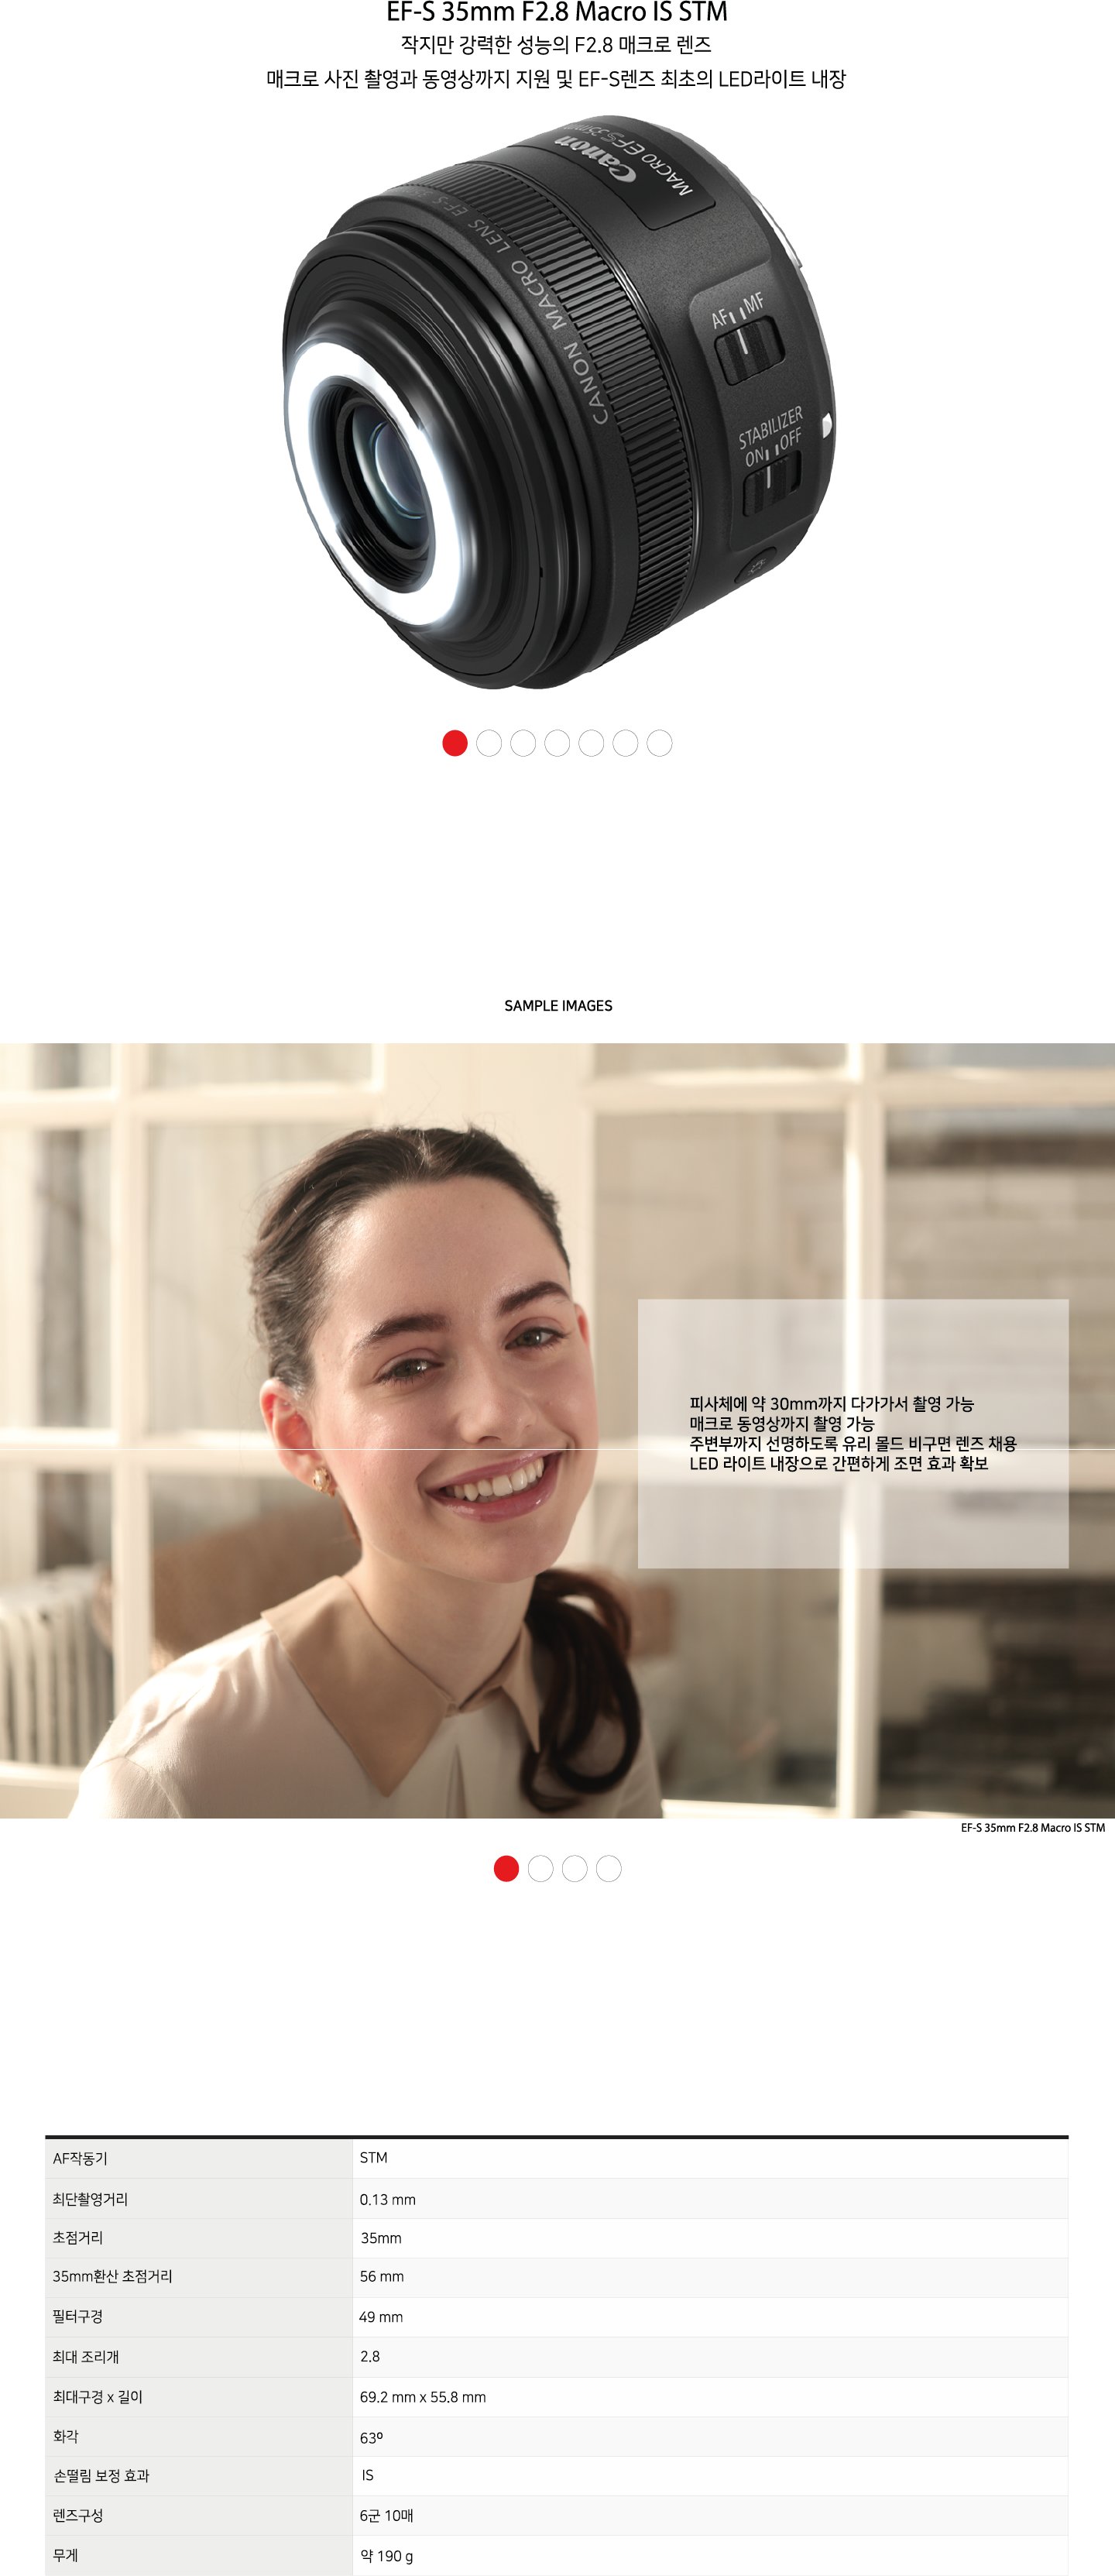 EF-S 35mm F2.8 Macro IS STM
작지만 강력한 성능의 F2.8 매크로 렌즈
매크로 사진 촬영과 동영상까지 지원 및 EF-S렌즈 최초의 LED라이트 내장
Canon
MACRO EF-S 35mm
CANON MACRO LENS EF-S
AF MF
STABILIZER
ON OFF
SAMPLE IMAGES
피사체에 약 30mm까지 다가가서 촬영 가능
매크로 동영상까지 촬영 가능
주변부까지 선명하도록 유리 몰드 비구면 렌즈 채용
LED 라이트 내장으로 간편하게 조면 효과 확보
EF-S 35mm F2.8 Macro IS STM
AF작동기 STM
최단촬영거리 0.13 mm
초점거리 35mm
35mm환산 초점거리 56 mm
필터구경 49 mm
최대 조리개 2.8
최대구경 x 길이 69.2 mm x 55.8 mm
화각 63º
손떨림 보정 효과 IS
렌즈구성 6군 10매
무게 약 190 g